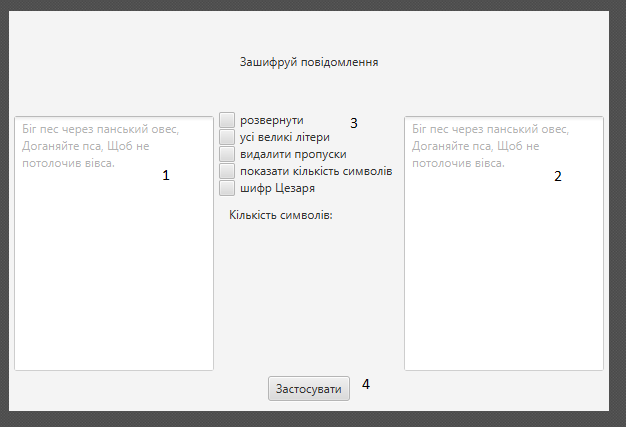 Зашифруй повідомлення
Біг пес через панський овес,
Доганяйте пса, Щоб не
потолочив вівса.
1
розвернути
3
усі великі літери
видалити пропуски
показати кількість символів
шифр Цезаря
Кількість символів:
Біг пес через панський овес,
Доганяйте пса, Щоб не
потолочив вівса.
2
Застосувати
4